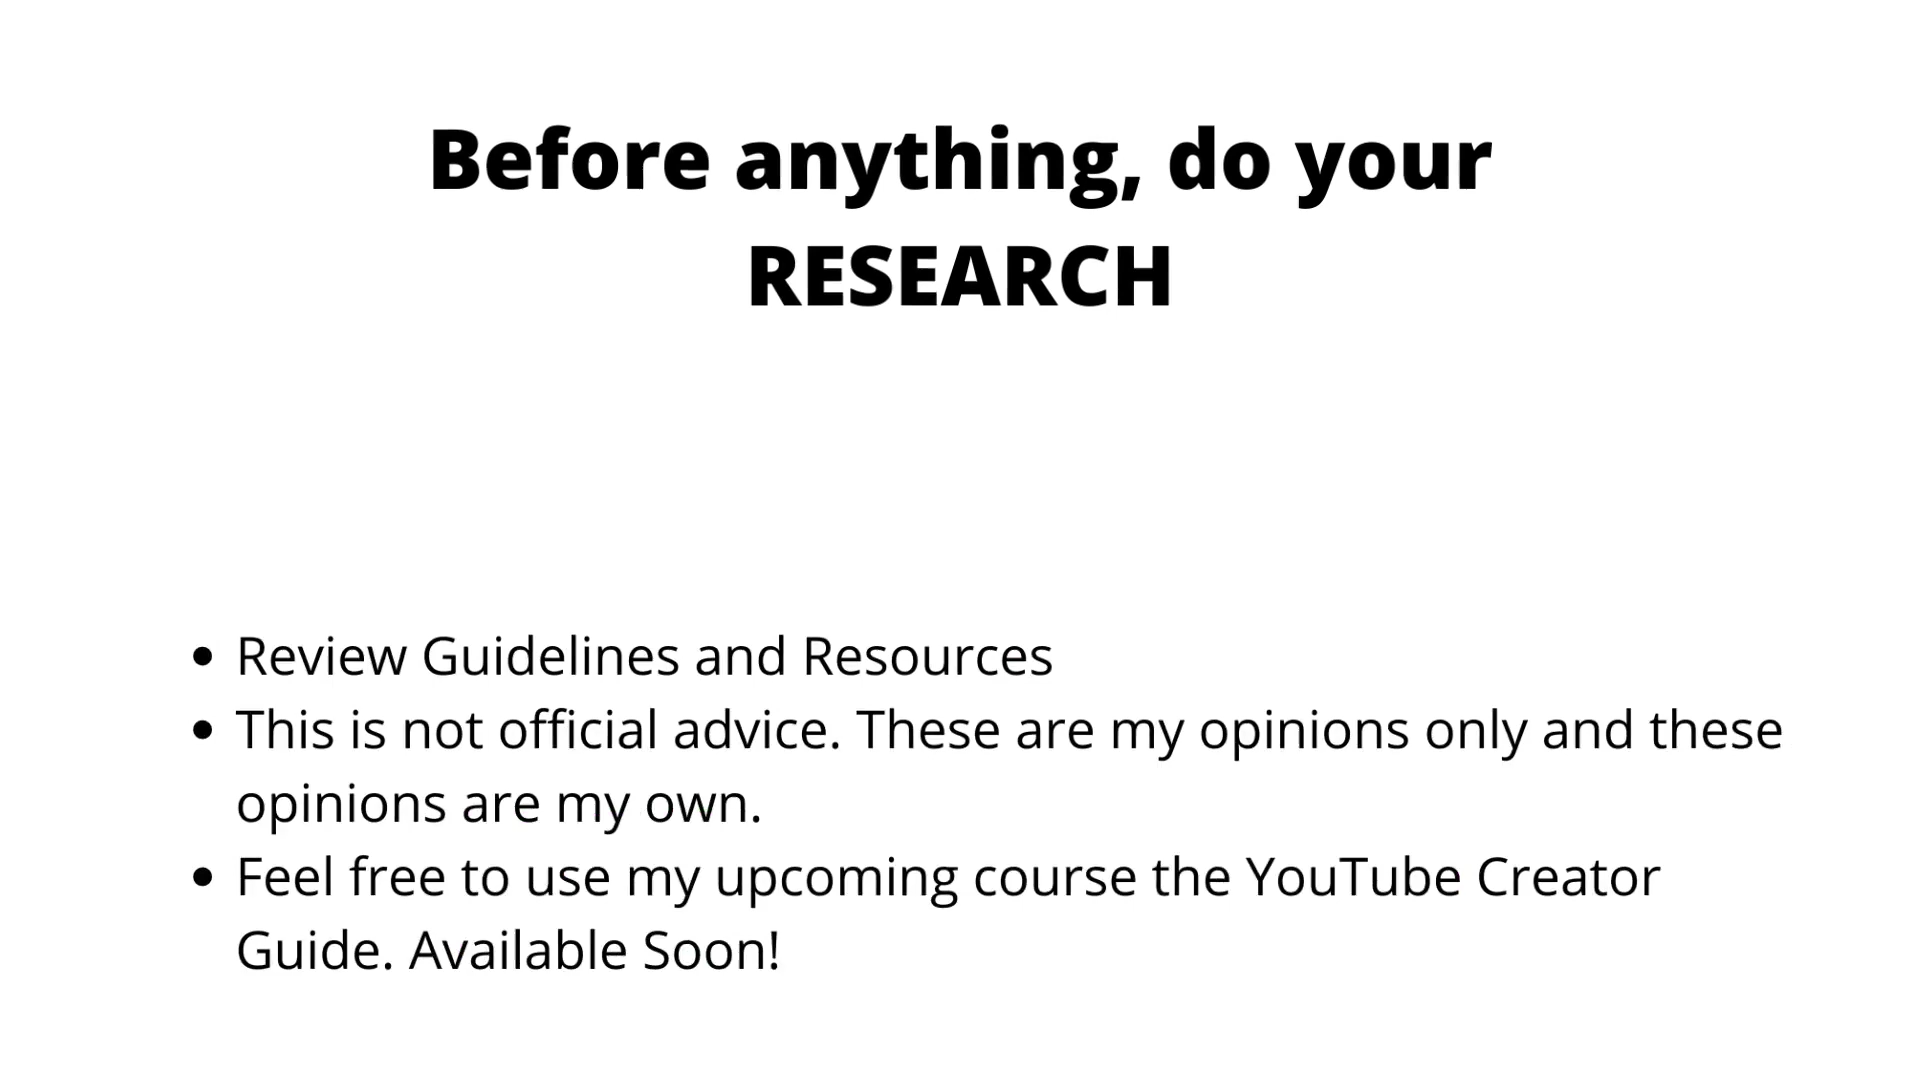 Before anything, do your
RESEARCH
• Review Guidelines and Resources
• This is not official advice. These are my opinions only and these
opinions are my own.
• Feel free to use my upcoming course the YouTube Creator
Guide. Available Soon!